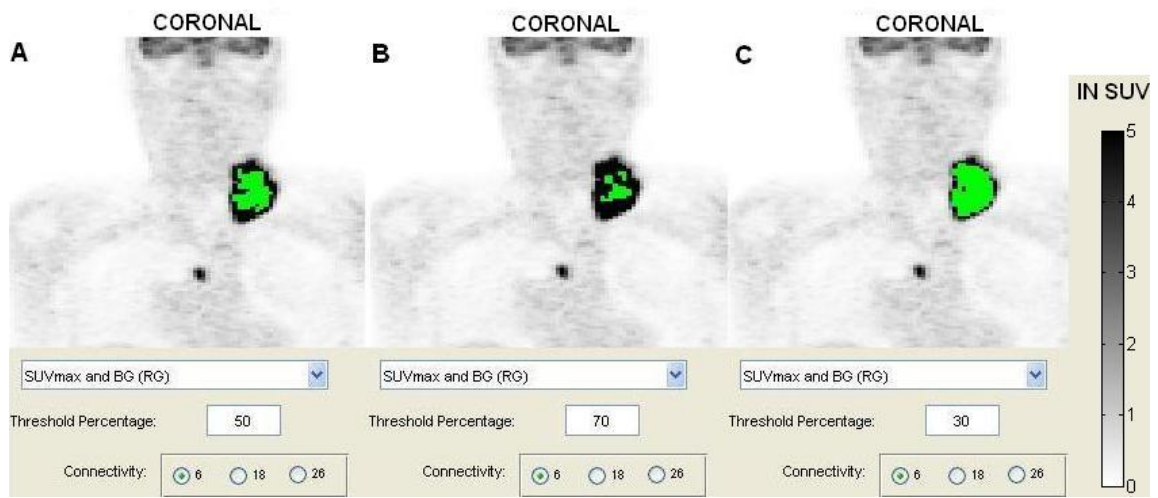 CORONAL
CORONAL
CORONAL
A
B
C
IN SUV
5
4
3
2
1
0
SUVmax and BG (RG)
SUVmax and BG (RG)
SUVmax and BG (RG)
Threshold Percentage: 50
Threshold Percentage: 70
Threshold Percentage: 30
Connectivity: 6 18 26
Connectivity: 6 18 26
Connectivity: 6 18 26